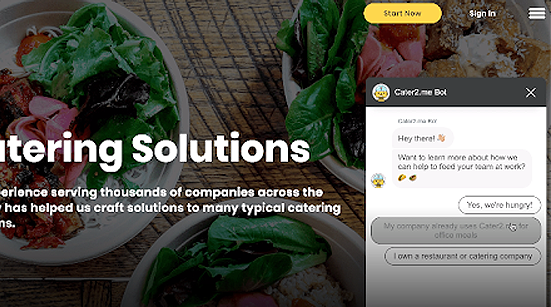 Start Now
Sign In
Cater2.me Bot
Cater2.me Bot
Hey there! 👋
Want to learn more about how we
can help to feed your team at work?
🌮 🥑
Yes, we're hungry!
My company already uses Cater2.me for
office meals
I own a restaurant or catering company
atering Solutions
perience serving thousands of companies across the
y has helped us craft solutions to many typical catering
ms.